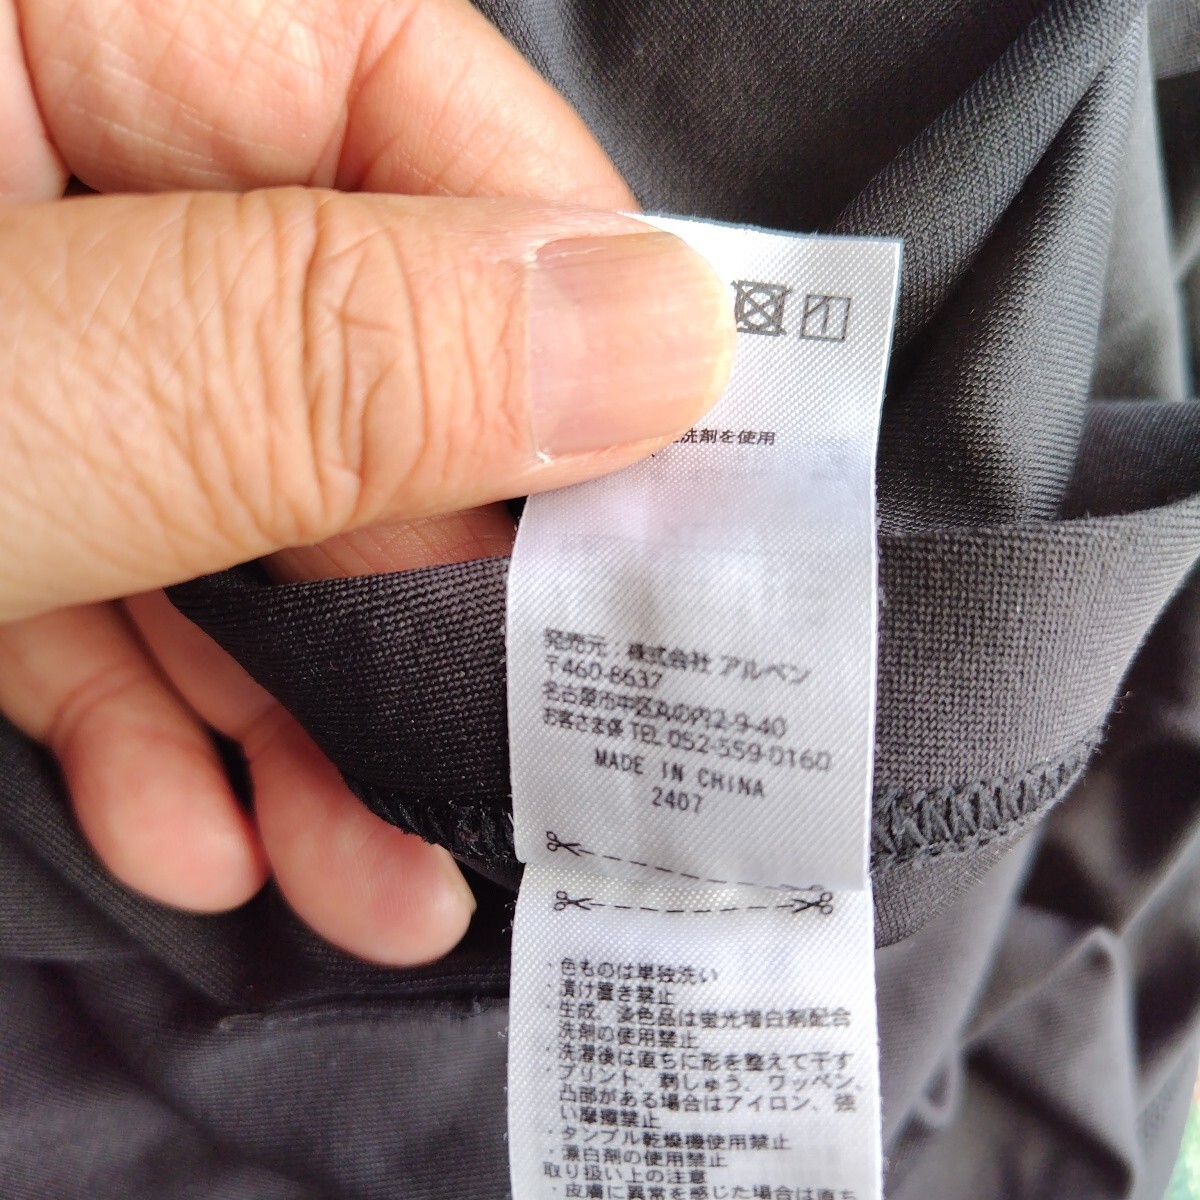 洗剤を使用
発売元 株式会社 アルペン
〒460-8637
名古屋市中区丸の内2-9-40
お客さま係 TEL 052-559-0160
MADE IN CHINA
2407
・色ものは単独洗い
・漬け置き禁止
・生成、淡色品は蛍光増白剤配合
洗剤の使用禁止
・洗濯後は直ちに形を整えて干す
・プリント、刺しゅう、ワッペン、
凸部がある場合はアイロン、強
い摩擦禁止
・タンブル乾燥機使用禁止
・漂白剤の使用禁止
取り扱い上の注意
・皮膚に異常を感じた場合は直ち